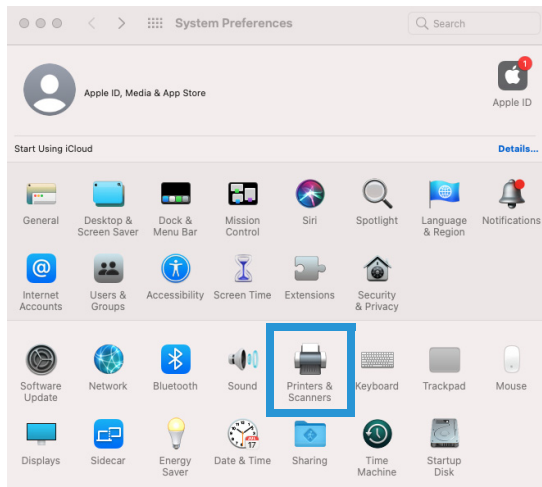 System Preferences
Search
1
Apple ID, Media & App Store
Apple ID
Start Using iCloud
Details...
General
Desktop &
Screen Saver
Dock &
Menu Bar
Mission
Control
Siri
Spotlight
Language
& Region
Notifications
@
Internet
Accounts
Users &
Groups
Accessibility
Screen Time
Extensions
Security
& Privacy
Software
Update
Network
Bluetooth
Sound
Printers &
Scanners
Keyboard
Trackpad
Mouse
Displays
Sidecar
Energy
Saver
JUL
17
Date & Time
Sharing
Time
Machine
Startup
Disk